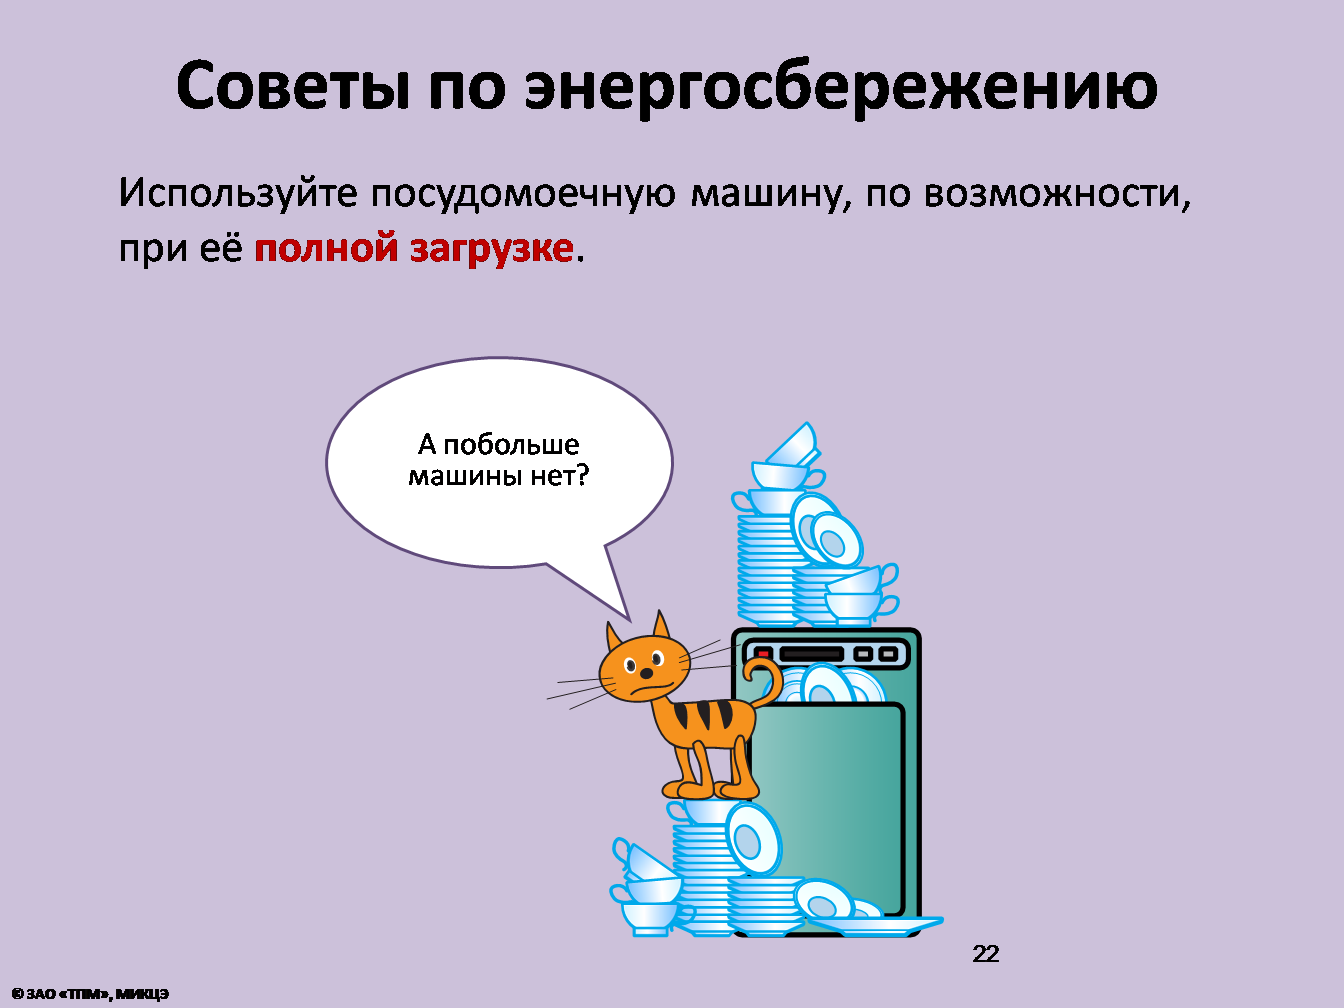 Советы по энергосбережению
Используйте посудомоечную машину, по возможности,
при её полной загрузке.
А побольше
машины нет?
22
© ЗАО «ТПМ», МИКЦЭ